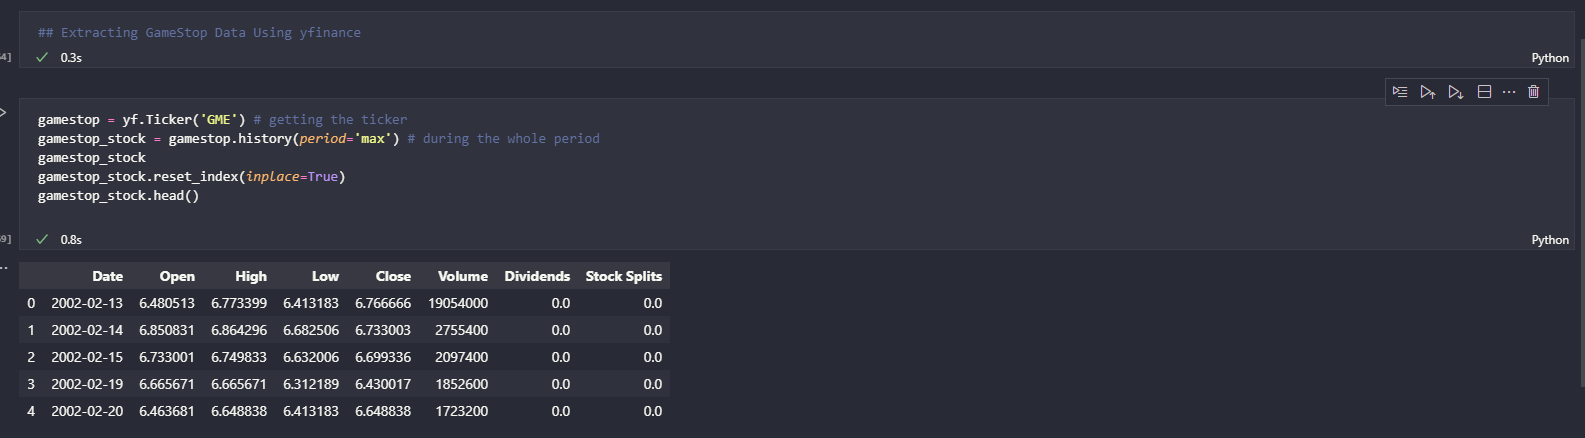 ## Extracting GameStop Data Using yfinance
4]
0.3s
Python
gamestop = yf.Ticker('GME') # getting the ticker
gamestop_stock = gamestop.history(period='max') # during the whole period
gamestop_stock
gamestop_stock.reset_index(inplace=True)
gamestop_stock.head()
9]
0.8s
Python
Date Open High Low Close Volume Dividends Stock Splits
0 2002-02-13 6.480513 6.773399 6.413183 6.766666 19054000 0.0 0.0
1 2002-02-14 6.850831 6.864296 6.682506 6.733003 2755400 0.0 0.0
2 2002-02-15 6.733001 6.749833 6.632006 6.699336 2097400 0.0 0.0
3 2002-02-19 6.665671 6.665671 6.312189 6.430017 1852600 0.0 0.0
4 2002-02-20 6.463681 6.648838 6.413183 6.648838 1723200 0.0 0.0